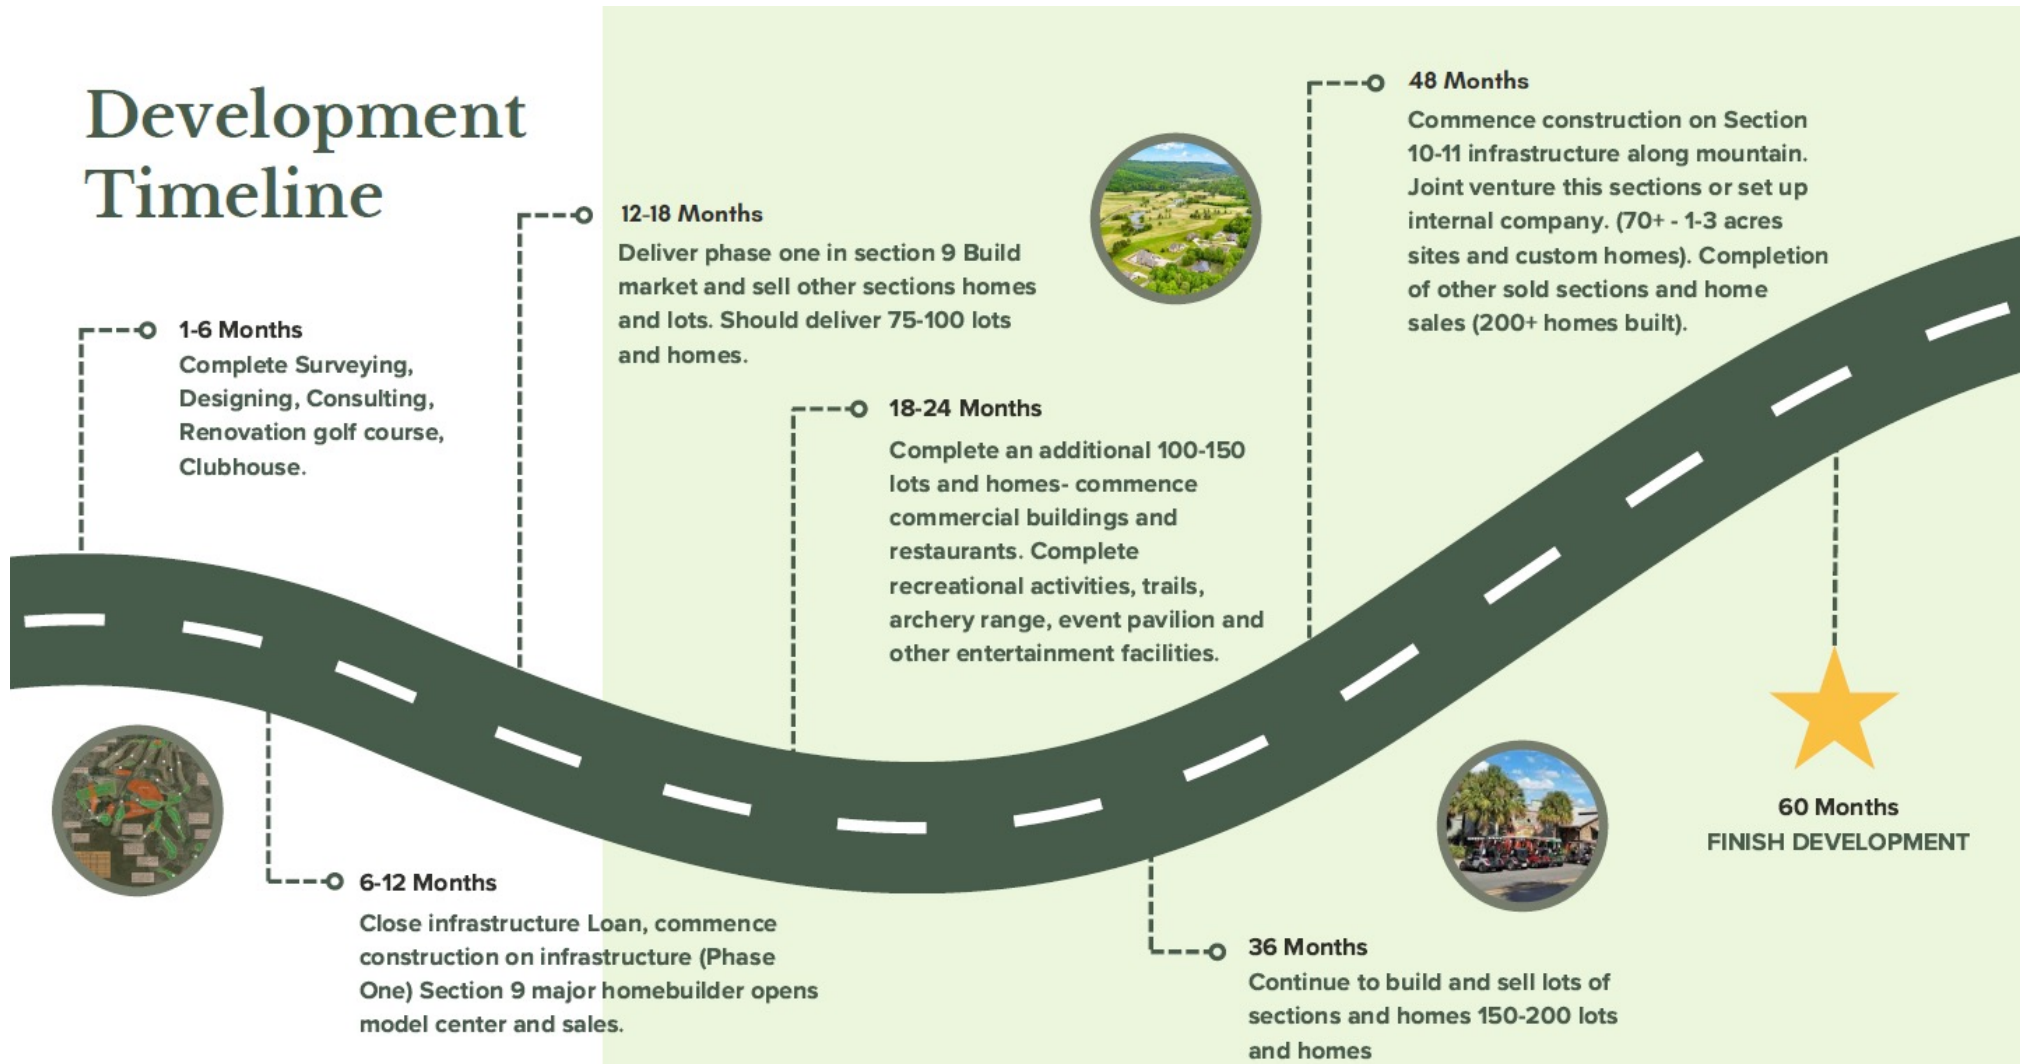 Development
Timeline
1-6 Months
Complete Surveying,
Designing, Consulting,
Renovation golf course,
Clubhouse.
6-12 Months
Close infrastructure Loan, commence
construction on infrastructure (Phase
One) Section 9 major homebuilder opens
model center and sales.
12-18 Months
Deliver phase one in section 9 Build
market and sell other sections homes
and lots. Should deliver 75-100 lots
and homes.
18-24 Months
Complete an additional 100-150
lots and homes- commence
commercial buildings and
restaurants. Complete
recreational activities, trails,
archery range, event pavilion and
other entertainment facilities.
36 Months
Continue to build and sell lots of
sections and homes 150-200 lots
and homes
48 Months
Commence construction on Section
10-11 infrastructure along mountain.
Joint venture this sections or set up
internal company. (70+ - 1-3 acres
sites and custom homes). Completion
of other sold sections and home
sales (200+ homes built).
60 Months
FINISH DEVELOPMENT